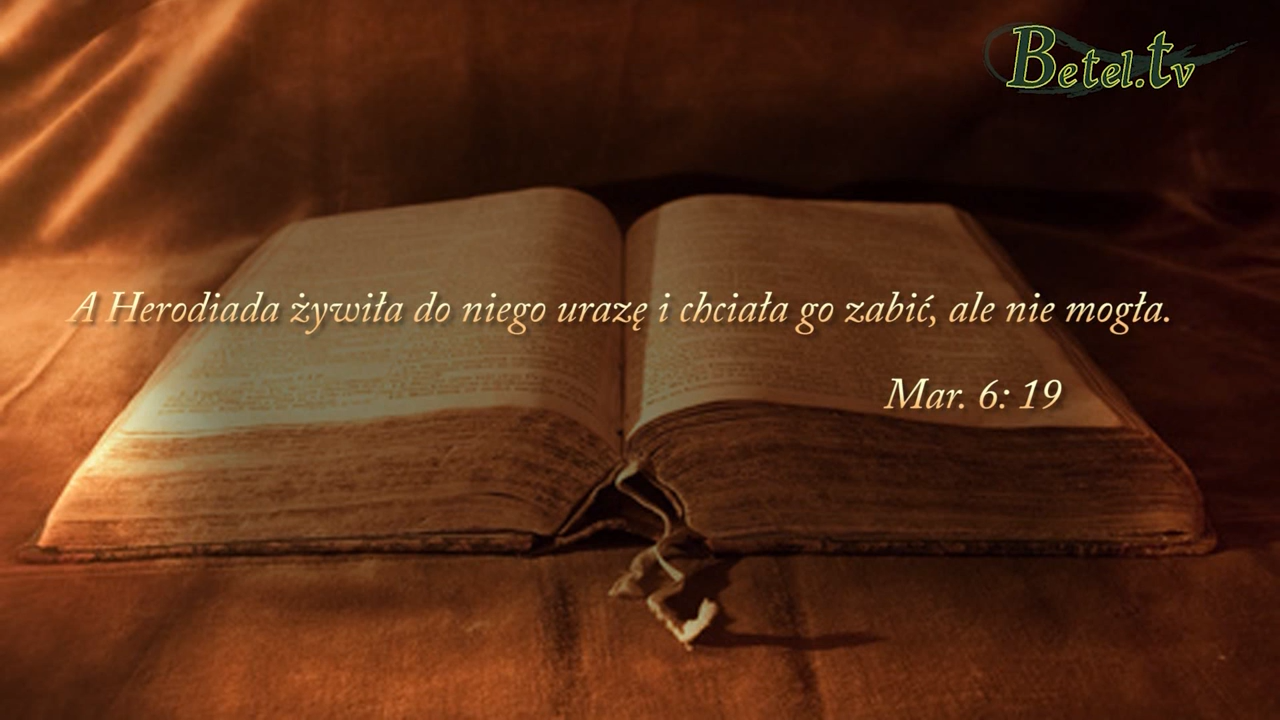 Betel.tv
A Herodiada żywiła do niego urazę i chciała go zabić, ale nie mogła.
Mar. 6: 19